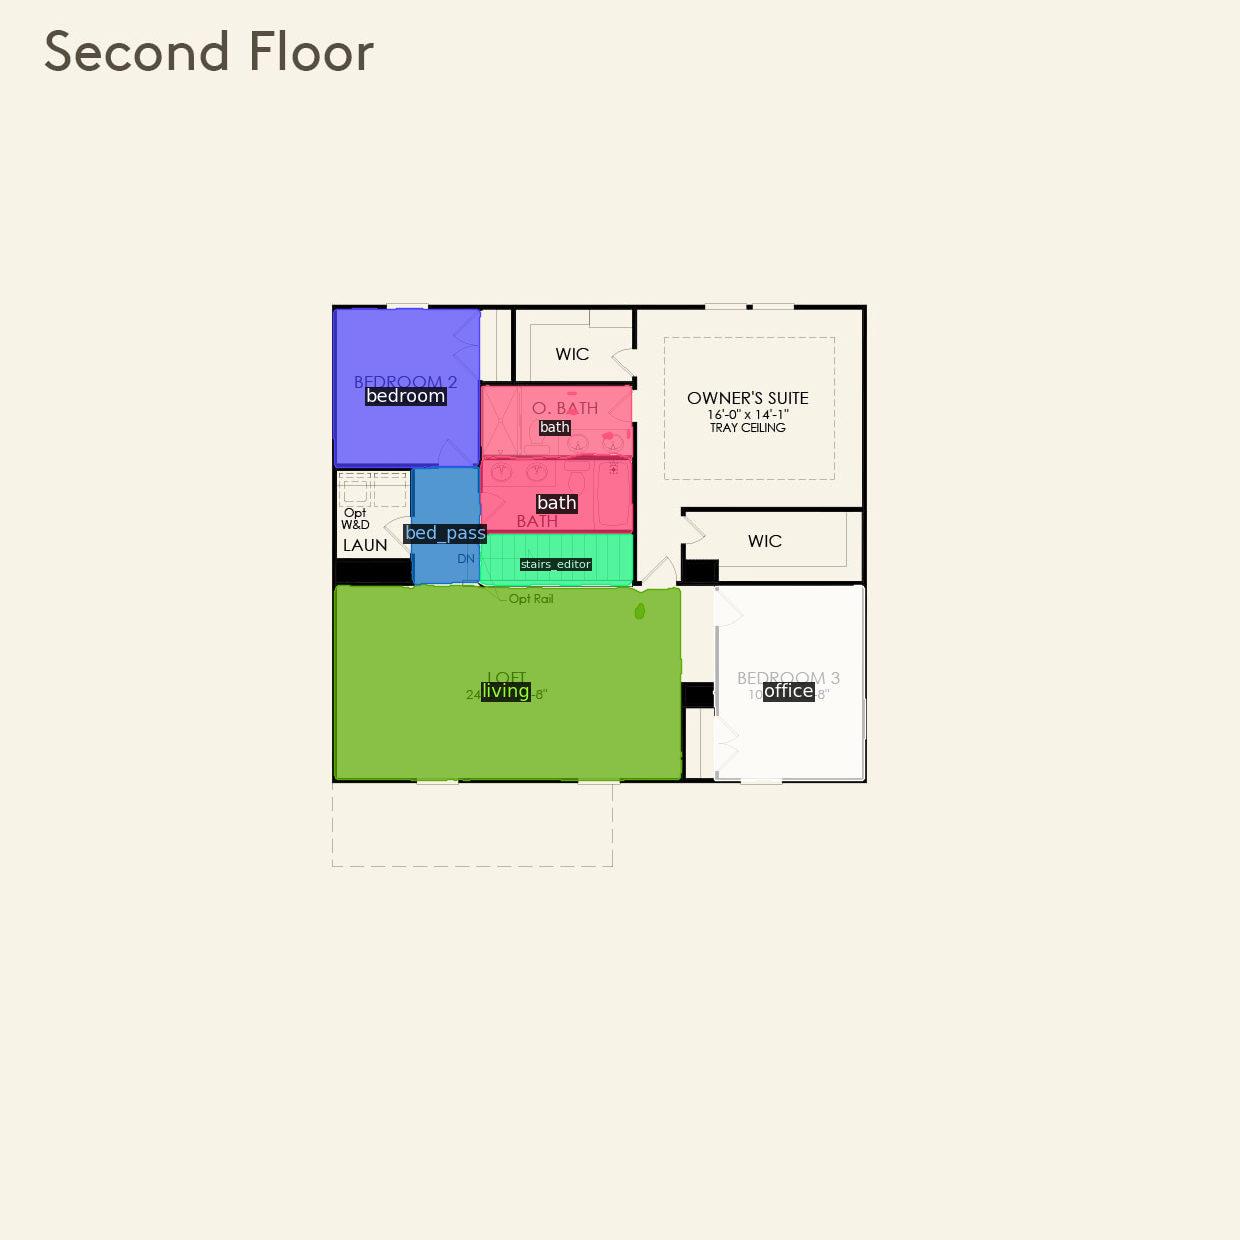 Second Floor
WIC
BEDROOM 2
bedroom
OWNER'S SUITE
16'-0" x 14'-1"
TRAY CEILING
O. BATH
bath
bath
BATH
Opt
W&D
LAUN
bed_pass
DN
stairs_editor
WIC
Opt Rail
LOFT
24 living -8"
BEDROOM 3
10 office -8"